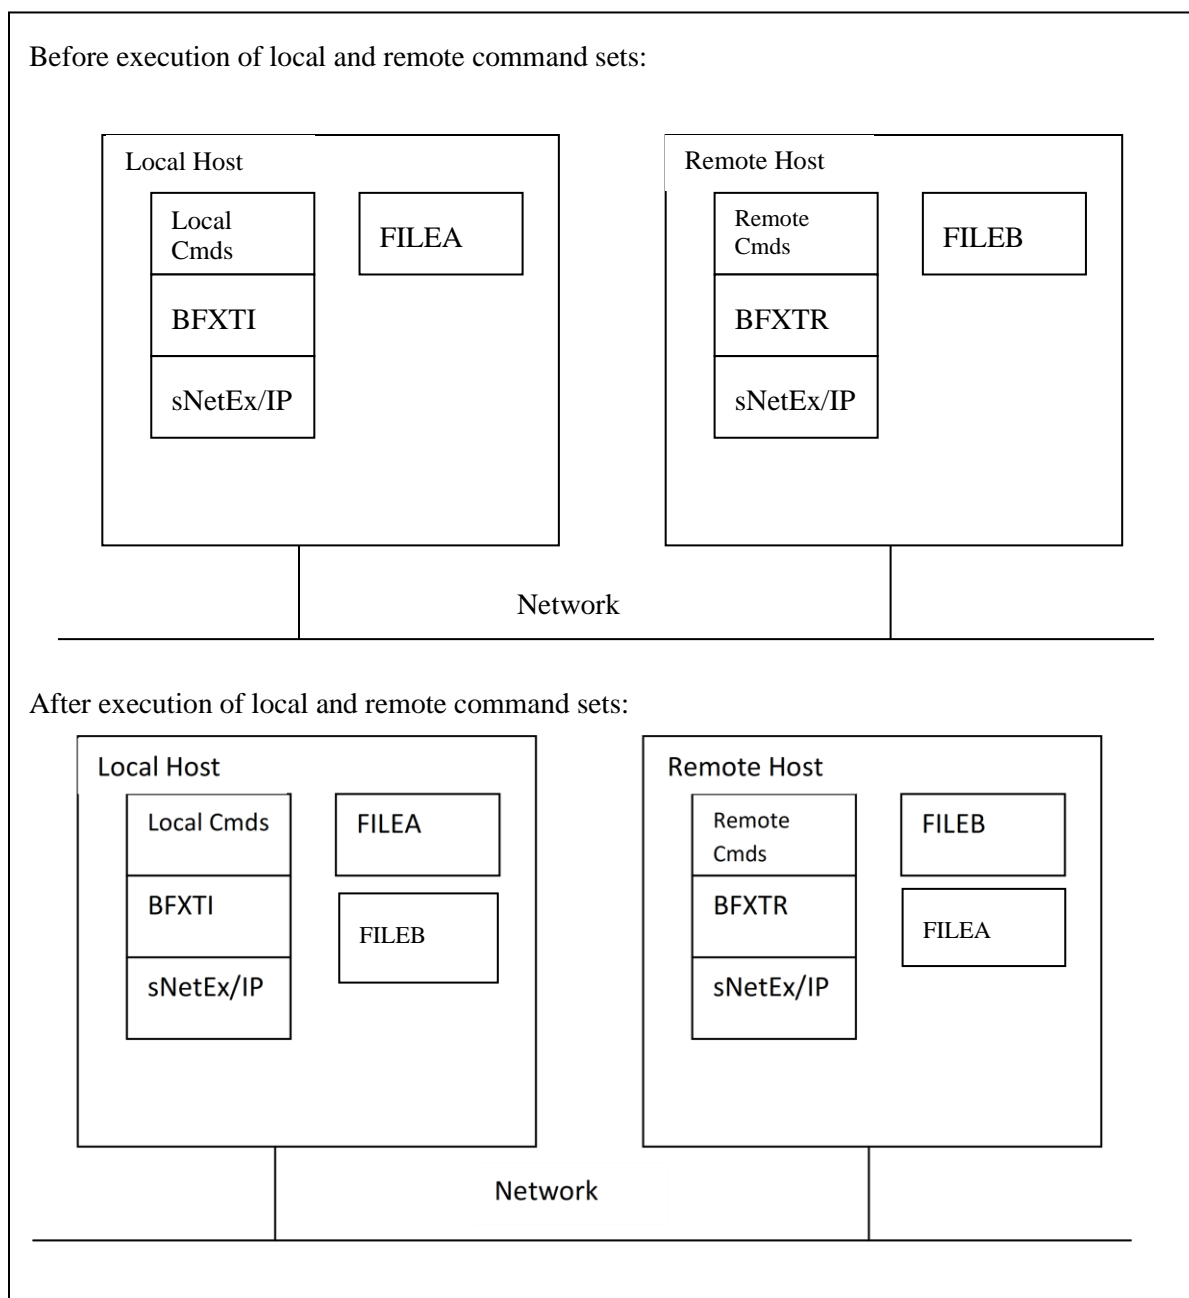 Before execution of local and remote command sets:
Local Host
Local
Cmds
FILEA
BFXTI
sNetEx/IP
Remote Host
Remote
Cmds
FILEB
BFXTR
sNetEx/IP
Network
After execution of local and remote command sets:
Local Host
Local Cmds
FILEA
BFXTI
FILEB
sNetEx/IP
Remote Host
Remote
Cmds
FILEB
BFXTR
FILEA
sNetEx/IP
Network